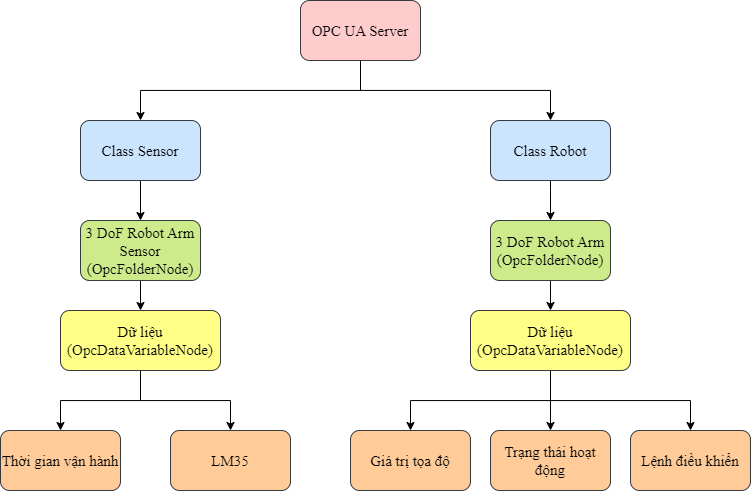 OPC UA Server
Class Sensor
Class Robot
3 DoF Robot Arm
Sensor
(OpcFolderNode)
3 DoF Robot Arm
(OpcFolderNode)
Dữ liệu
(OpcDataVariableNode)
Dữ liệu
(OpcDataVariableNode)
Thời gian vận hành
LM35
Giá trị tọa độ
Trạng thái hoạt
động
Lệnh điều khiển